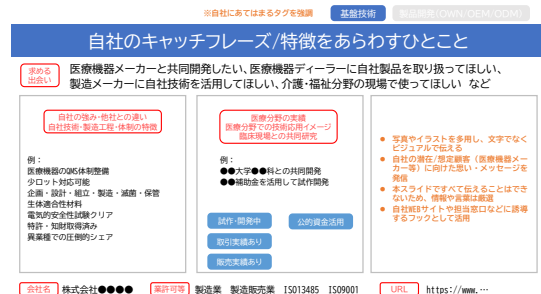 ※自社にあてはまるタグを強調
基盤技術
製品開発(OWN/OEM/ODM)
自社のキャッチフレーズ/特徴をあらわすひとこと
求める
出会い
医療機器メーカーと共同開発したい、医療機器ディーラーに自社製品を取り扱ってほしい、
製造メーカーに自社技術を活用してほしい、介護・福祉分野の現場で使ってほしい など
自社の強み・他社との違い
自社技術・製造工程・体制の特徴
例：
医療機器のQMS体制整備
少ロット対応可能
企画・設計・組立・製造・滅菌・保管
生体適合性材料
電気的安全性試験クリア
特許・知財取得済み
異業種での圧倒的シェア
医療分野の実績
医療分野での技術応用イメージ
臨床現場との共同研究
例：
●●大学●●科との共同開発
●●補助金を活用して試作開発
試作・開発中
公的資金活用
取引実績あり
販売実績あり
● 写真やイラストを多用し、文字でなく
ビジュアルで伝える
● 自社の潜在/想定顧客（医療機器メー
カー等）に向けた思い・メッセージを
発信
● 本スライドですべて伝えることはでき
ないため、情報や言葉は厳選
● 自社WEBサイトや担当窓口などに誘導
するフックとして活用
会社名
株式会社●●●●
業許可等
製造業 製造販売業 ISO13485 ISO9001
URL
https://www.…